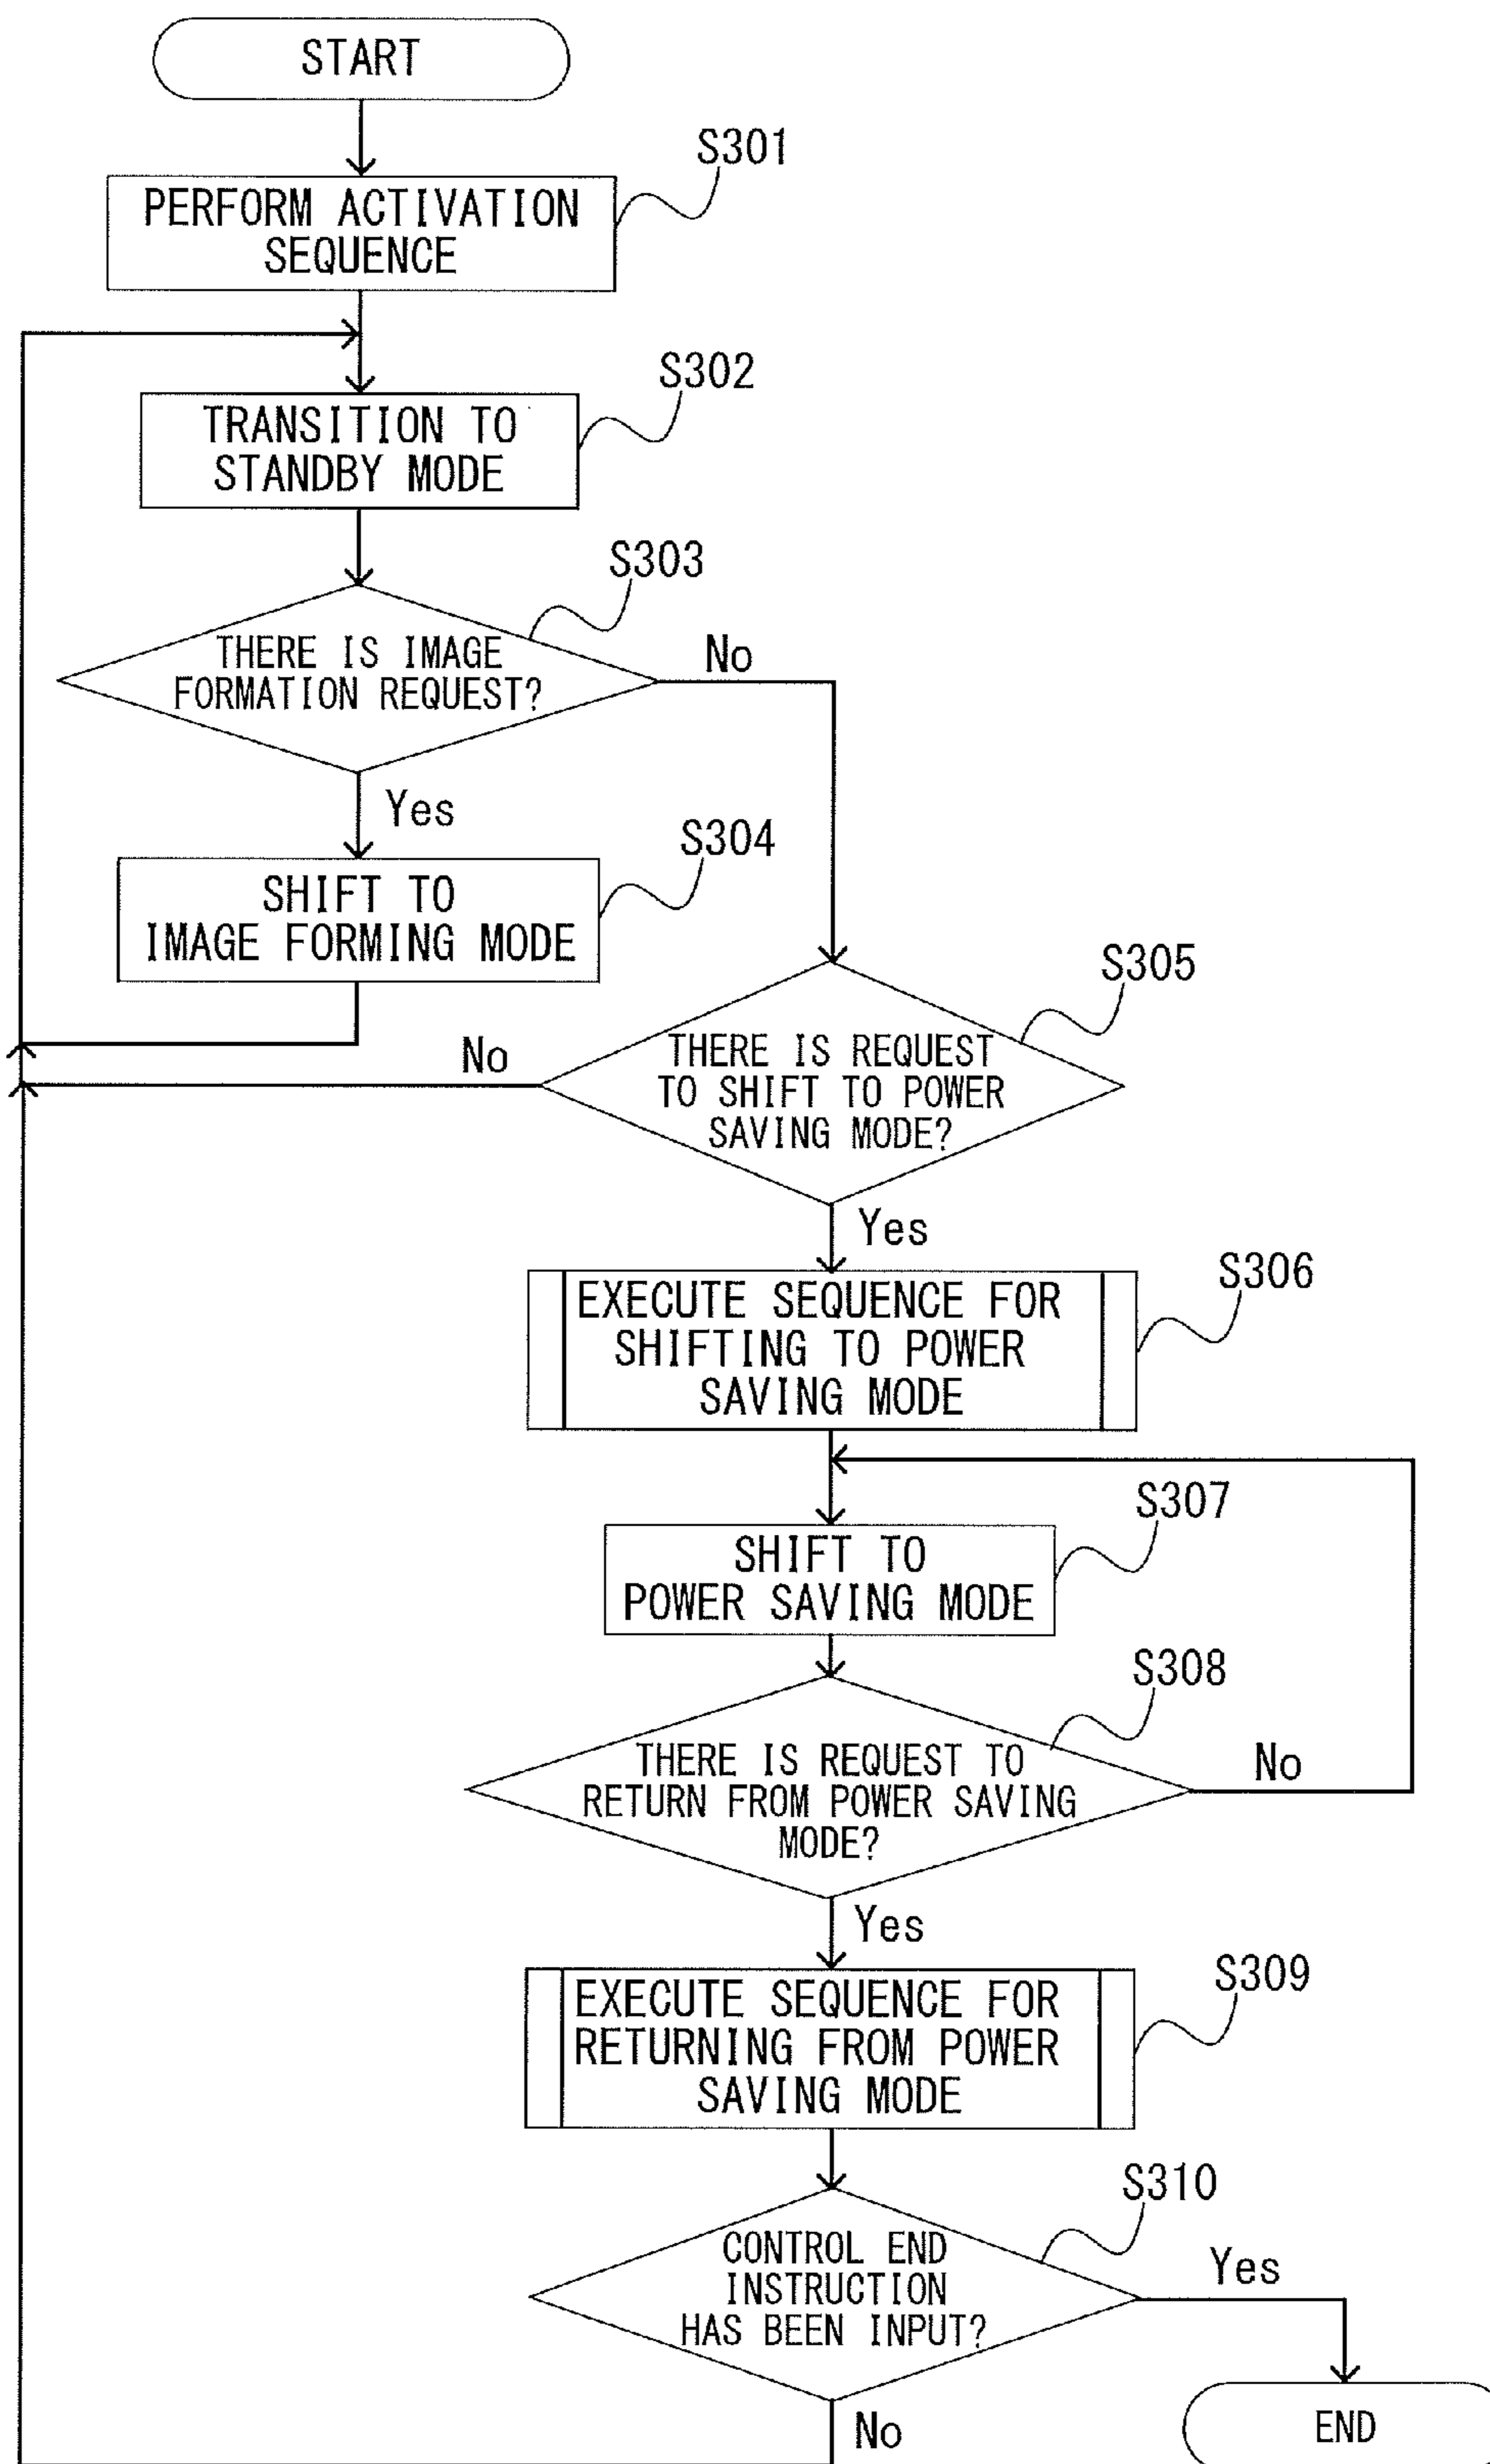 START
S301
PERFORM ACTIVATION
SEQUENCE
S302
TRANSITION TO
STANDBY MODE
S303
THERE IS IMAGE
FORMATION REQUEST?
No
Yes
S304
SHIFT TO
IMAGE FORMING MODE
S305
THERE IS REQUEST
TO SHIFT TO POWER
SAVING MODE?
No
Yes
S306
EXECUTE SEQUENCE FOR
SHIFTING TO POWER
SAVING MODE
S307
SHIFT TO
POWER SAVING MODE
S308
THERE IS REQUEST TO
RETURN FROM POWER SAVING
MODE?
No
Yes
S309
EXECUTE SEQUENCE FOR
RETURNING FROM POWER
SAVING MODE
S310
CONTROL END
INSTRUCTION
HAS BEEN INPUT?
Yes
No
END